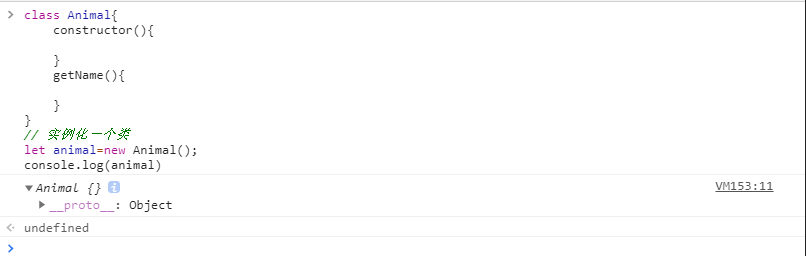 class Animal{
constructor(){
}
getName(){
}
}
// 实例化一个类
let animal=new Animal();
console.log(animal)
Animal {} i VM153:11
__proto__: Object
undefined